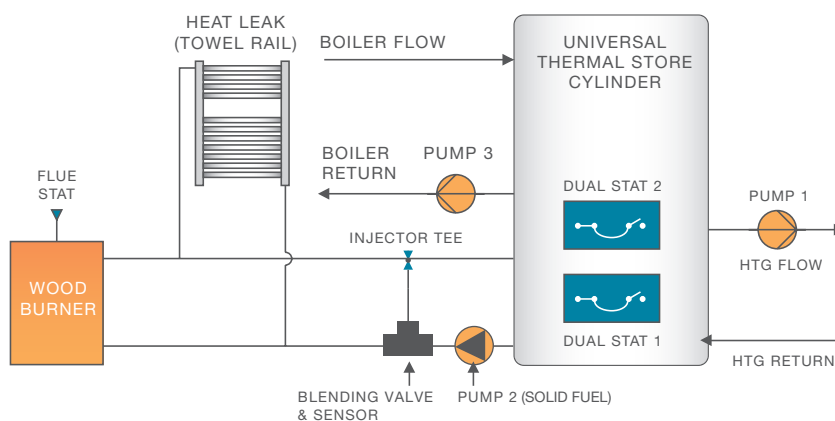 HEAT LEAK
(TOWEL RAIL)
BOILER FLOW
UNIVERSAL
THERMAL STORE
CYLINDER
BOILER
RETURN
PUMP 3
FLUE
STAT
DUAL STAT 2
PUMP 1
INJECTOR TEE
HTG FLOW
WOOD
BURNER
DUAL STAT 1
HTG RETURN
BLENDING VALVE
& SENSOR
PUMP 2 (SOLID FUEL)